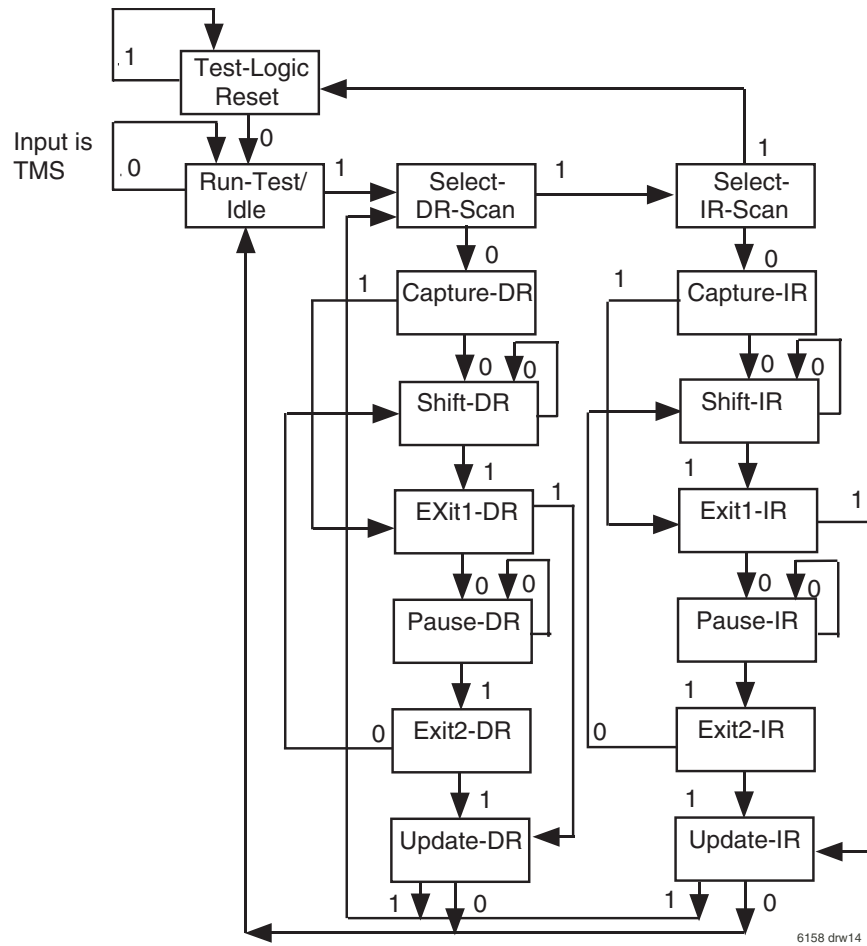 1
Test-Logic
Reset
0
Input is
TMS
0
Run-Test/
Idle
1
Select-
DR-Scan
1
Select-
IR-Scan
1
0
0
1
Capture-DR
1
Capture-IR
0
0
0
0
Shift-DR
Shift-IR
1
1
EXit1-DR
1
Exit1-IR
1
0
0
0
0
Pause-DR
Pause-IR
1
1
0
Exit2-DR
0
Exit2-IR
1
1
Update-DR
Update-IR
1
0
1
0
6158 drw14